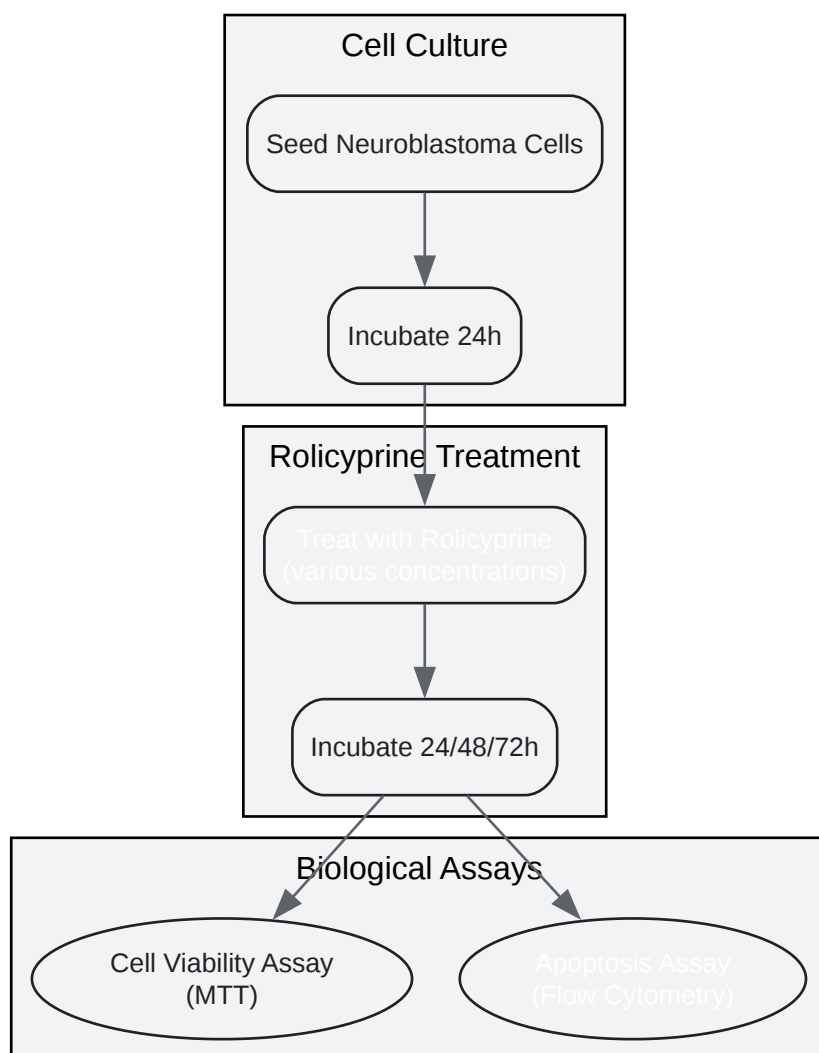 Cell Culture
Seed Neuroblastoma Cells
Incubate 24h
Rolicyprine Treatment
Treat with Rolicyprine
(various concentrations)
Incubate 24/48/72h
Biological Assays
Cell Viability Assay
(MTT)
Apoptosis Assay
(Flow Cytometry)